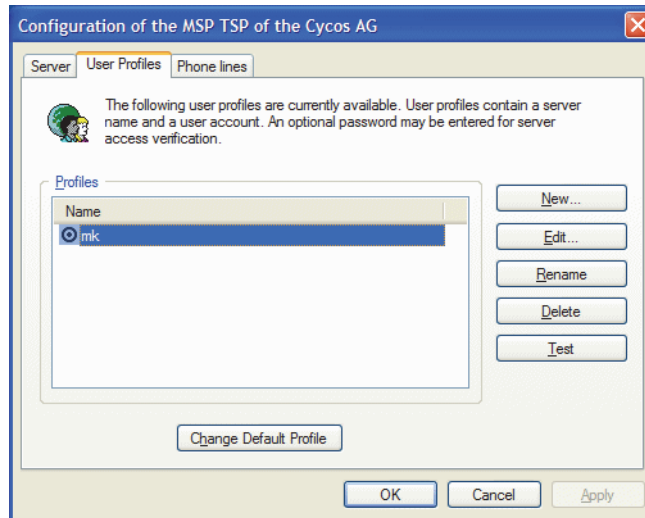 Configuration of the MSP TSP of the Cycos AG
Server User Profiles Phone lines
The following user profiles are currently available. User profiles contain a server
name and a user account. An optional password may be entered for server
access verification.
Profiles
Name
mk
New...
Edit...
Rename
Delete
Test
Change Default Profile
OK Cancel Apply